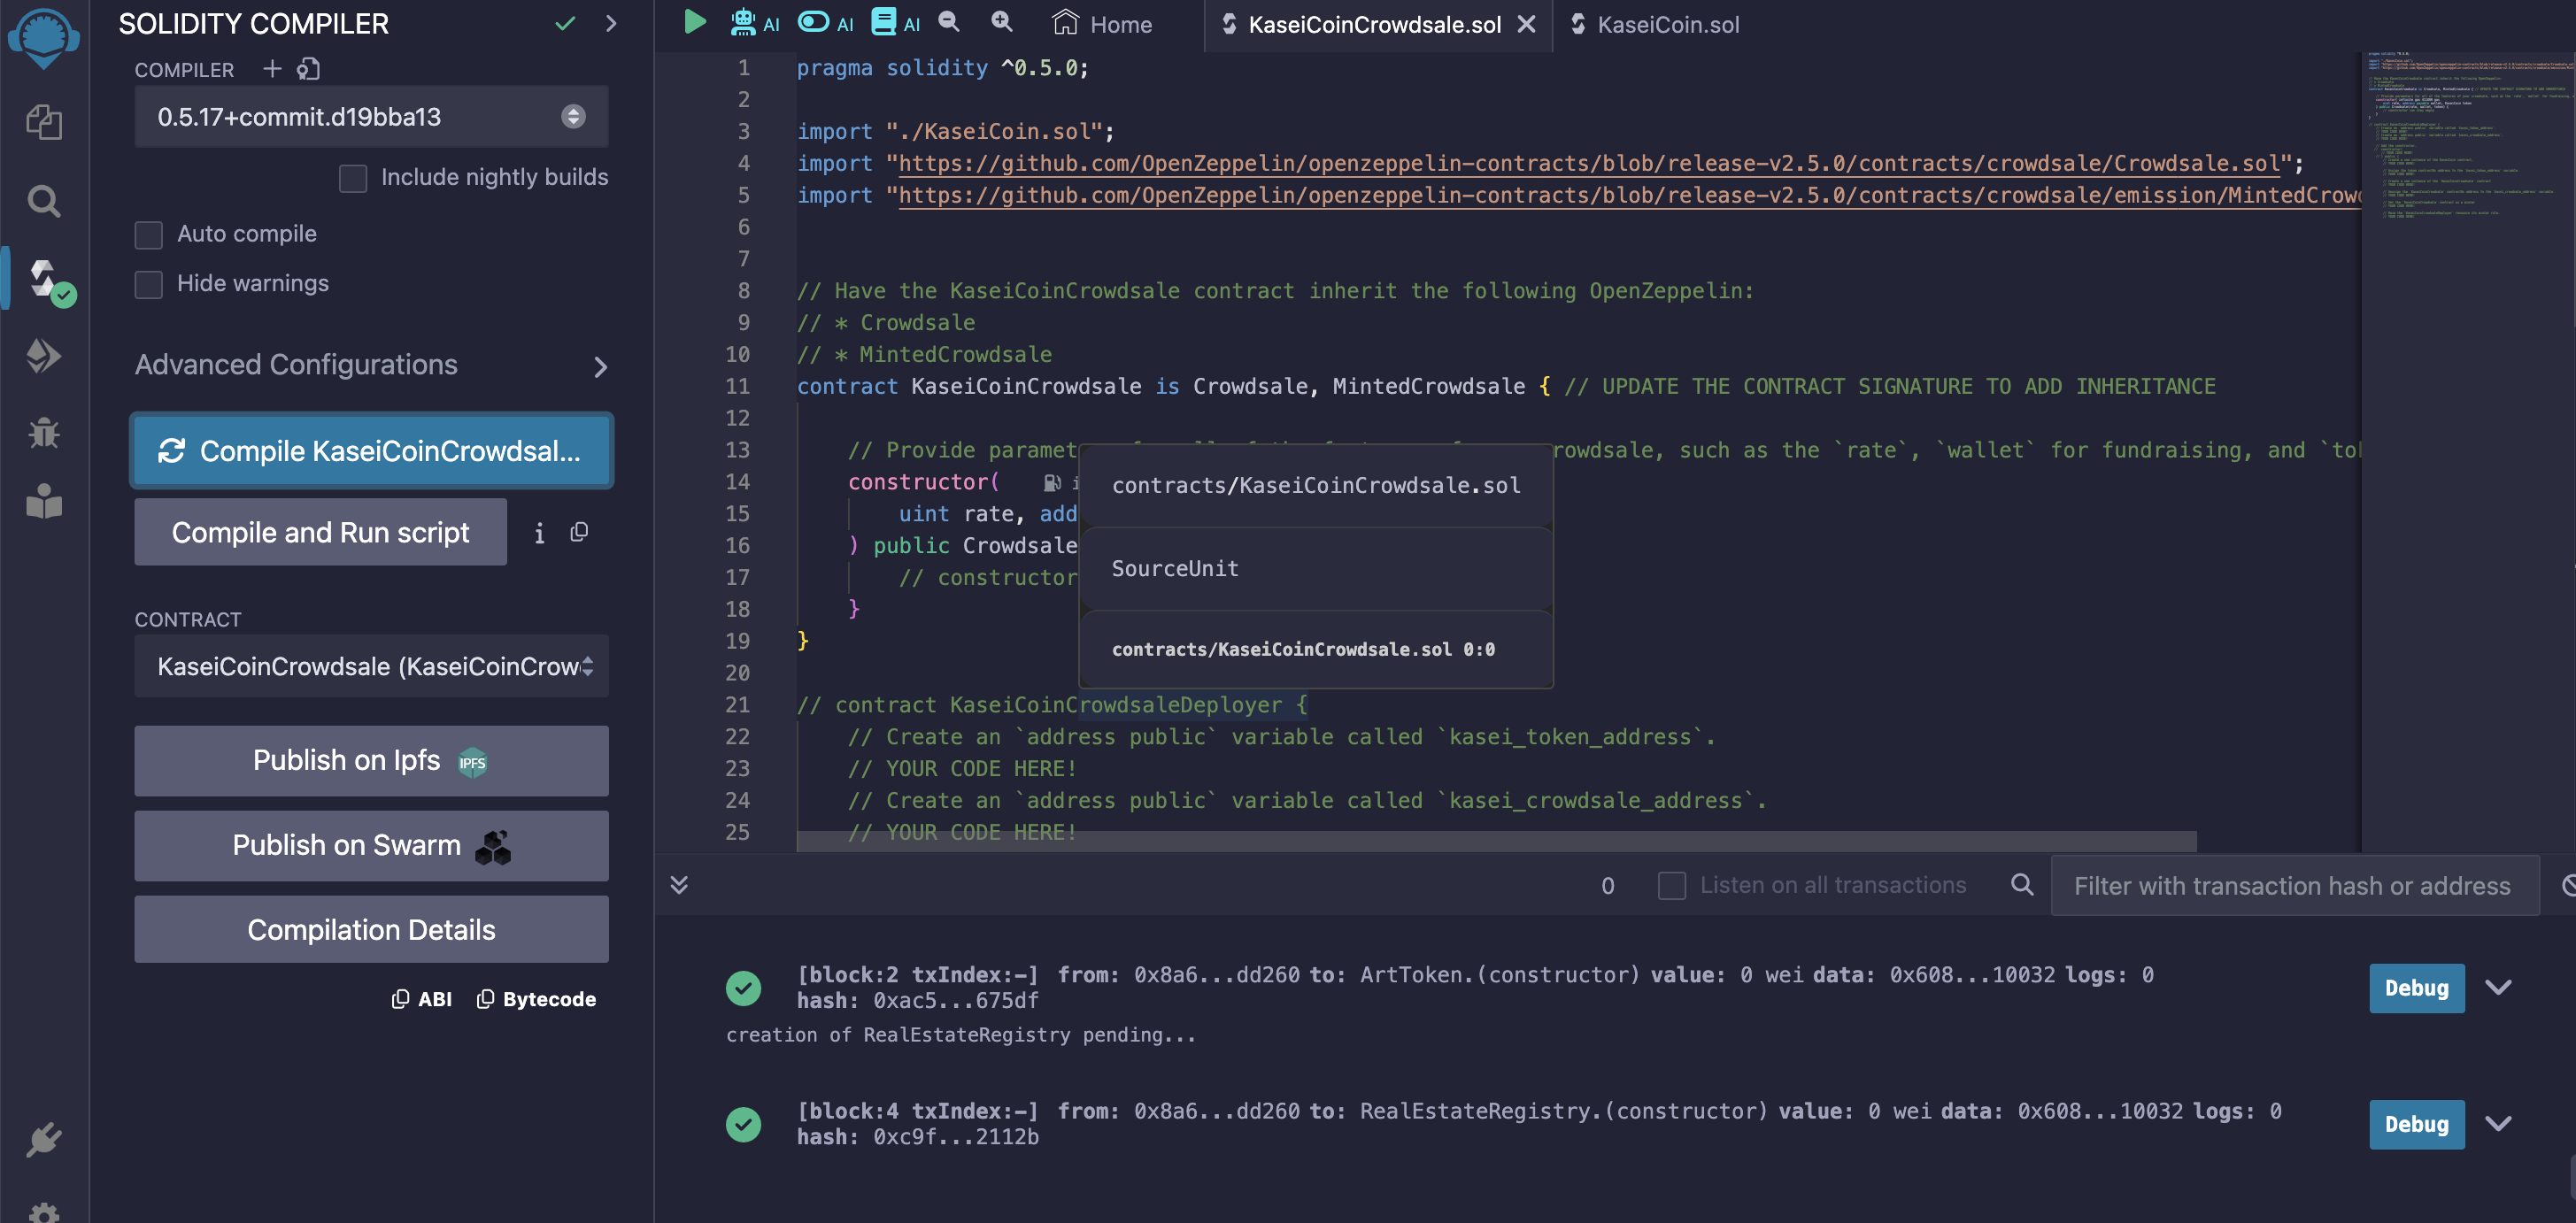 SOLIDITY COMPILER
COMPILER
0.5.17+commit.d19bba13
Include nightly builds
Auto compile
Hide warnings
Advanced Configurations
Compile KaseiCoinCrowdsal...
Compile and Run script
CONTRACT
KaseiCoinCrowdsale (KaseiCoinCrow
Publish on Ipfs
IPFS
Publish on Swarm
Compilation Details
ABI Bytecode
AI AI AI Home KaseiCoinCrowdsale.sol KaseiCoin.sol
1 pragma solidity ^0.5.0;
2
3 import "./KaseiCoin.sol";
4 import "https://github.com/OpenZeppelin/openzeppelin-contracts/blob/release-v2.5.0/contracts/crowdsale/Crowdsale.sol";
5 import "https://github.com/OpenZeppelin/openzeppelin-contracts/blob/release-v2.5.0/contracts/crowdsale/emission/MintedCrowd
6
7
8 // Have the KaseiCoinCrowdsale contract inherit the following OpenZeppelin:
9 // * Crowdsale
10 // * MintedCrowdsale
11 contract KaseiCoinCrowdsale is Crowdsale, MintedCrowdsale { // UPDATE THE CONTRACT SIGNATURE TO ADD INHERITANCE
12
13 // Provide paramet rowdsale, such as the `rate`, `wallet` for fundraising, and `to
14 constructor( i
15 uint rate, add
16 ) public Crowdsale
17 // constructor
18 }
19 }
20
21 // contract KaseiCoinCrowdsaleDeployer {
22 // Create an `address public` variable called `kasei_token_address`.
23 // YOUR CODE HERE!
24 // Create an `address public` variable called `kasei_crowdsale_address`.
25 // YOUR CODE HERE!
contracts/KaseiCoinCrowdsale.sol
SourceUnit
contracts/KaseiCoinCrowdsale.sol 0:0
0 Listen on all transactions Filter with transaction hash or address
[block:2 txIndex:-] from: 0x8a6...dd260 to: ArtToken.(constructor) value: 0 wei data: 0x608...10032 logs: 0
hash: 0xac5...675df
Debug
creation of RealEstateRegistry pending...
[block:4 txIndex:-] from: 0x8a6...dd260 to: RealEstateRegistry.(constructor) value: 0 wei data: 0x608...10032 logs: 0
hash: 0xc9f...2112b
Debug